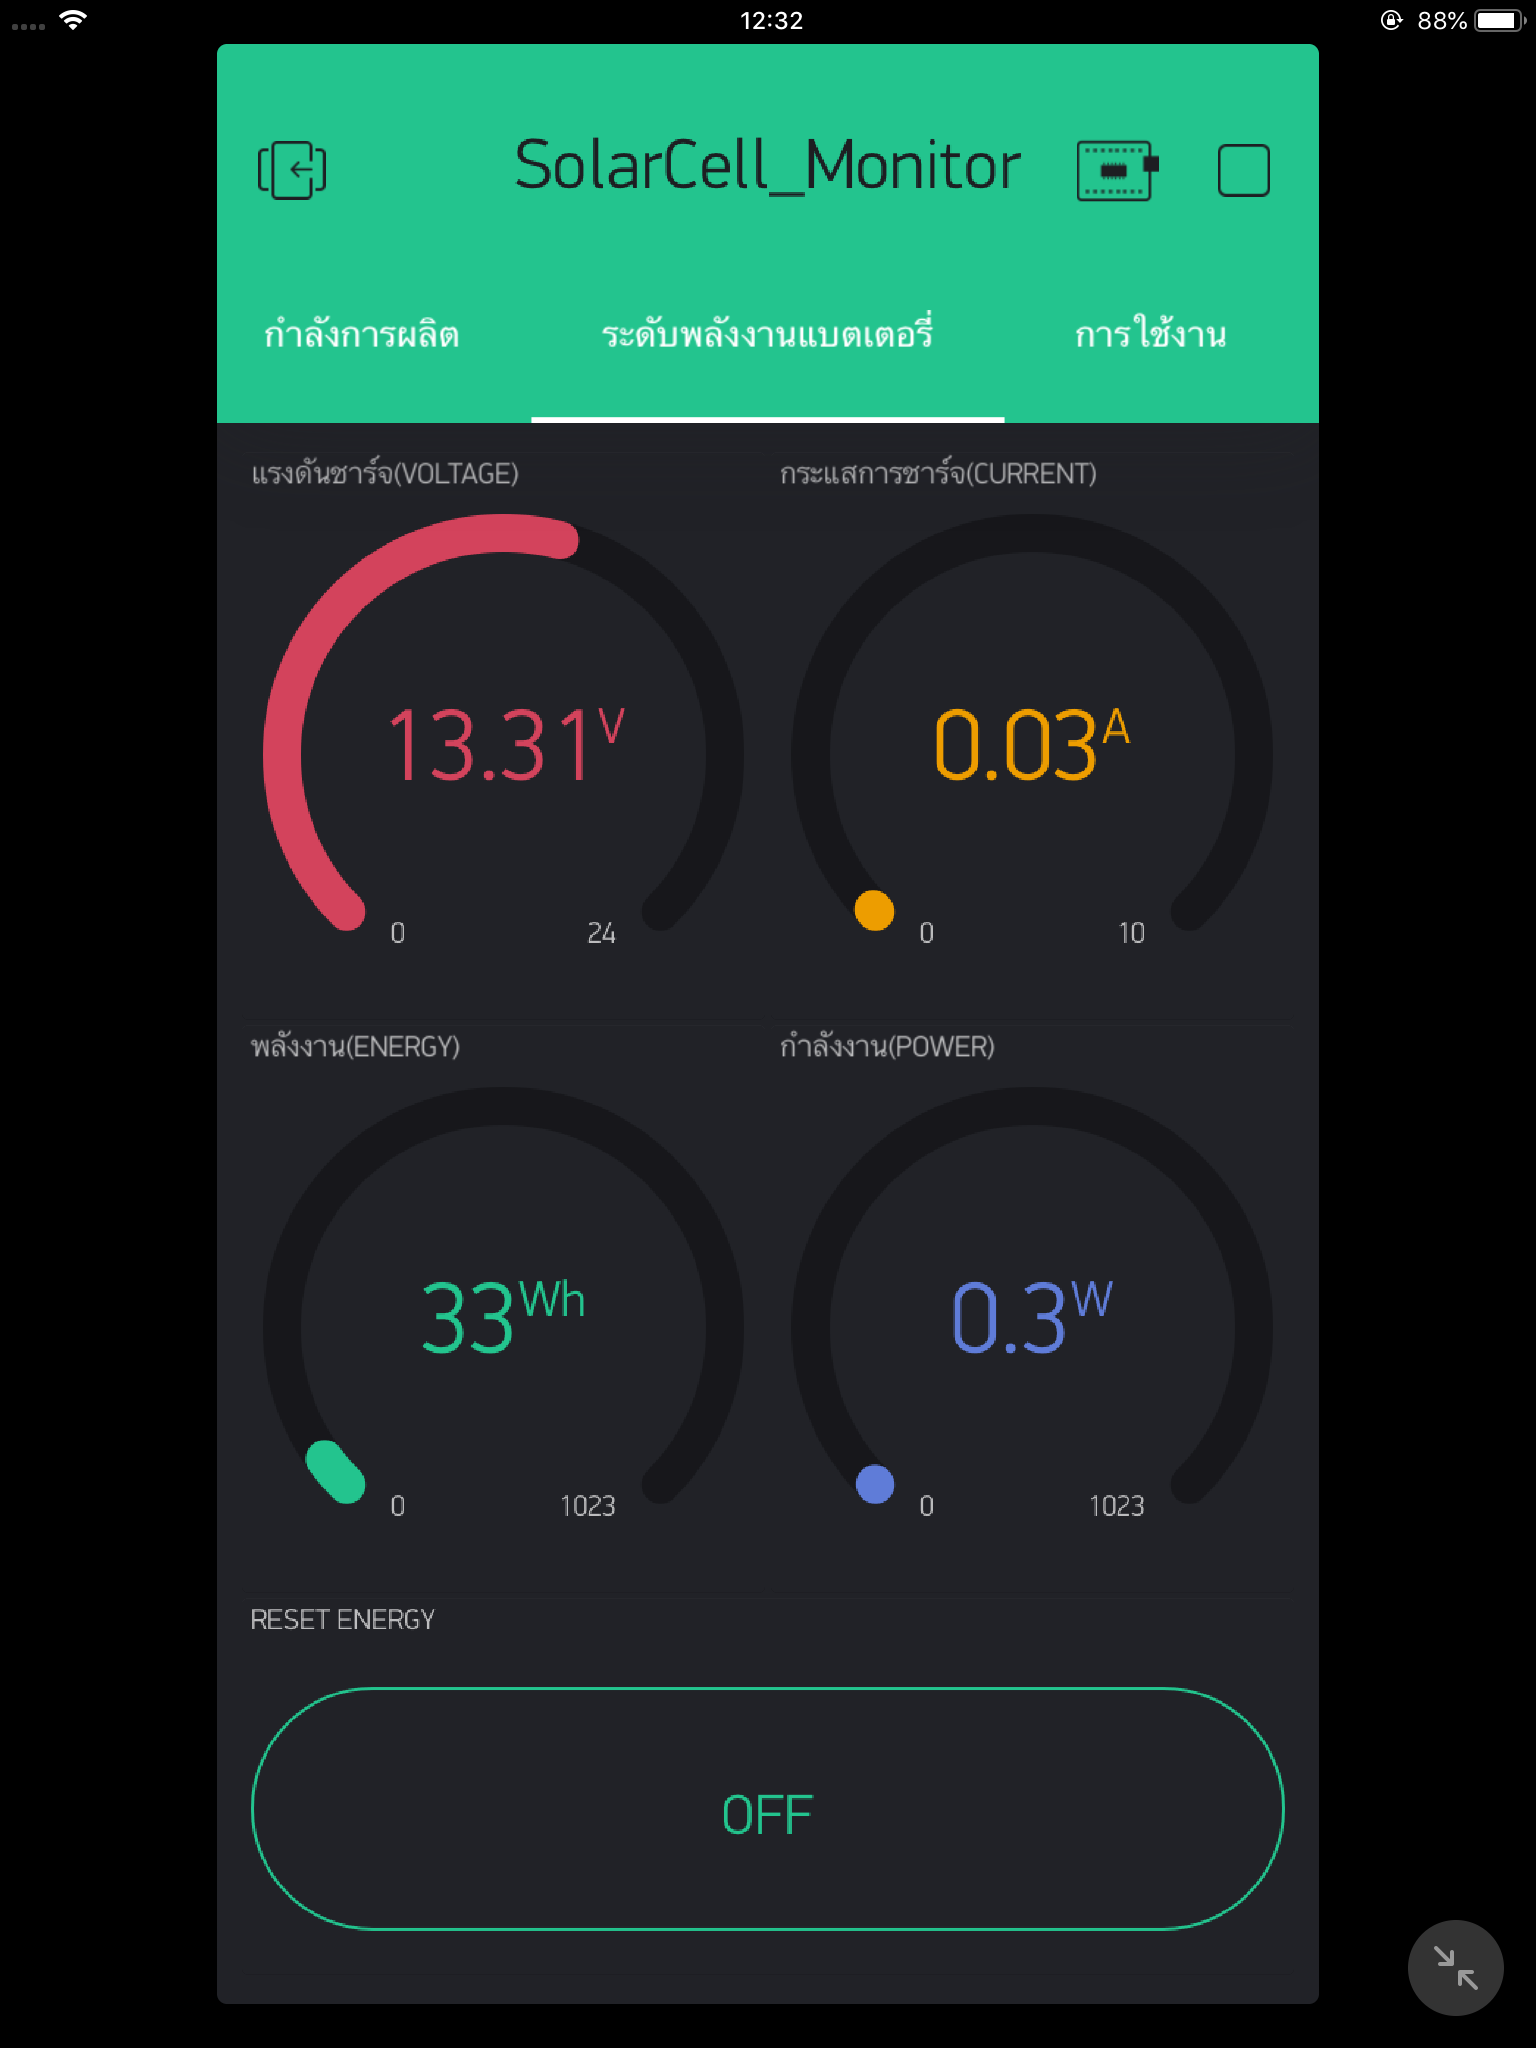 12:32
88%
SolarCell_Monitor
กำลังการผลิต
ระดับพลังงานแบตเตอรี่
การใช้งาน
แรงดันชาร์จ(VOLTAGE)
กระแสการชาร์จ(CURRENT)
13.31V
0.03A
0
24
0
10
พลังงาน(ENERGY)
กำลังงาน(POWER)
33Wh
0.3W
0
1023
0
1023
RESET ENERGY
OFF